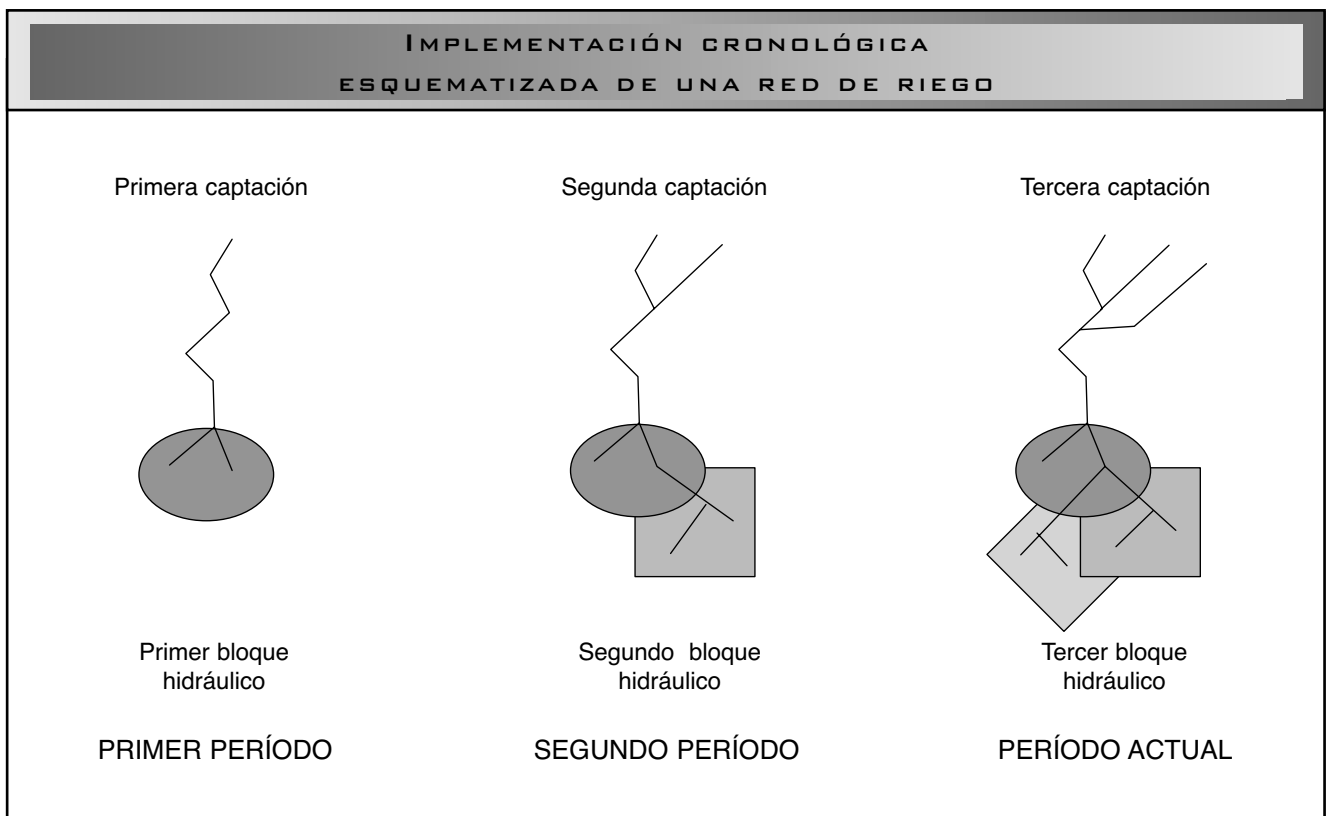 IMPLEMENTACIÓN CRONOLÓGICA
ESQUEMATIZADA DE UNA RED DE RIEGO
Primera captación
Segunda captación
Tercera captación
Primer bloque
hidráulico
Segundo bloque
hidráulico
Tercer bloque
hidráulico
PRIMER PERÍODO
SEGUNDO PERÍODO
PERÍODO ACTUAL